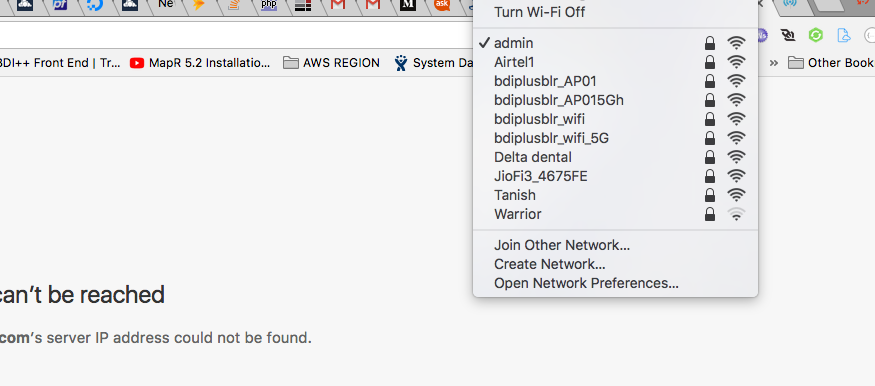 Ne
php
M
ask
Turn Wi-Fi Off
BDI++ Front End | Tr...
MapR 5.2 Installatio...
AWS REGION
System Da
»
Other Book
✓ admin
Airtel1
bdiplusblr_AP01
bdiplusblr_AP015Gh
bdiplusblr_wifi
bdiplusblr_wifi_5G
Delta dental
JioFi3_4675FE
Tanish
Warrior
Join Other Network...
Create Network...
Open Network Preferences...
can't be reached
com's server IP address could not be found.